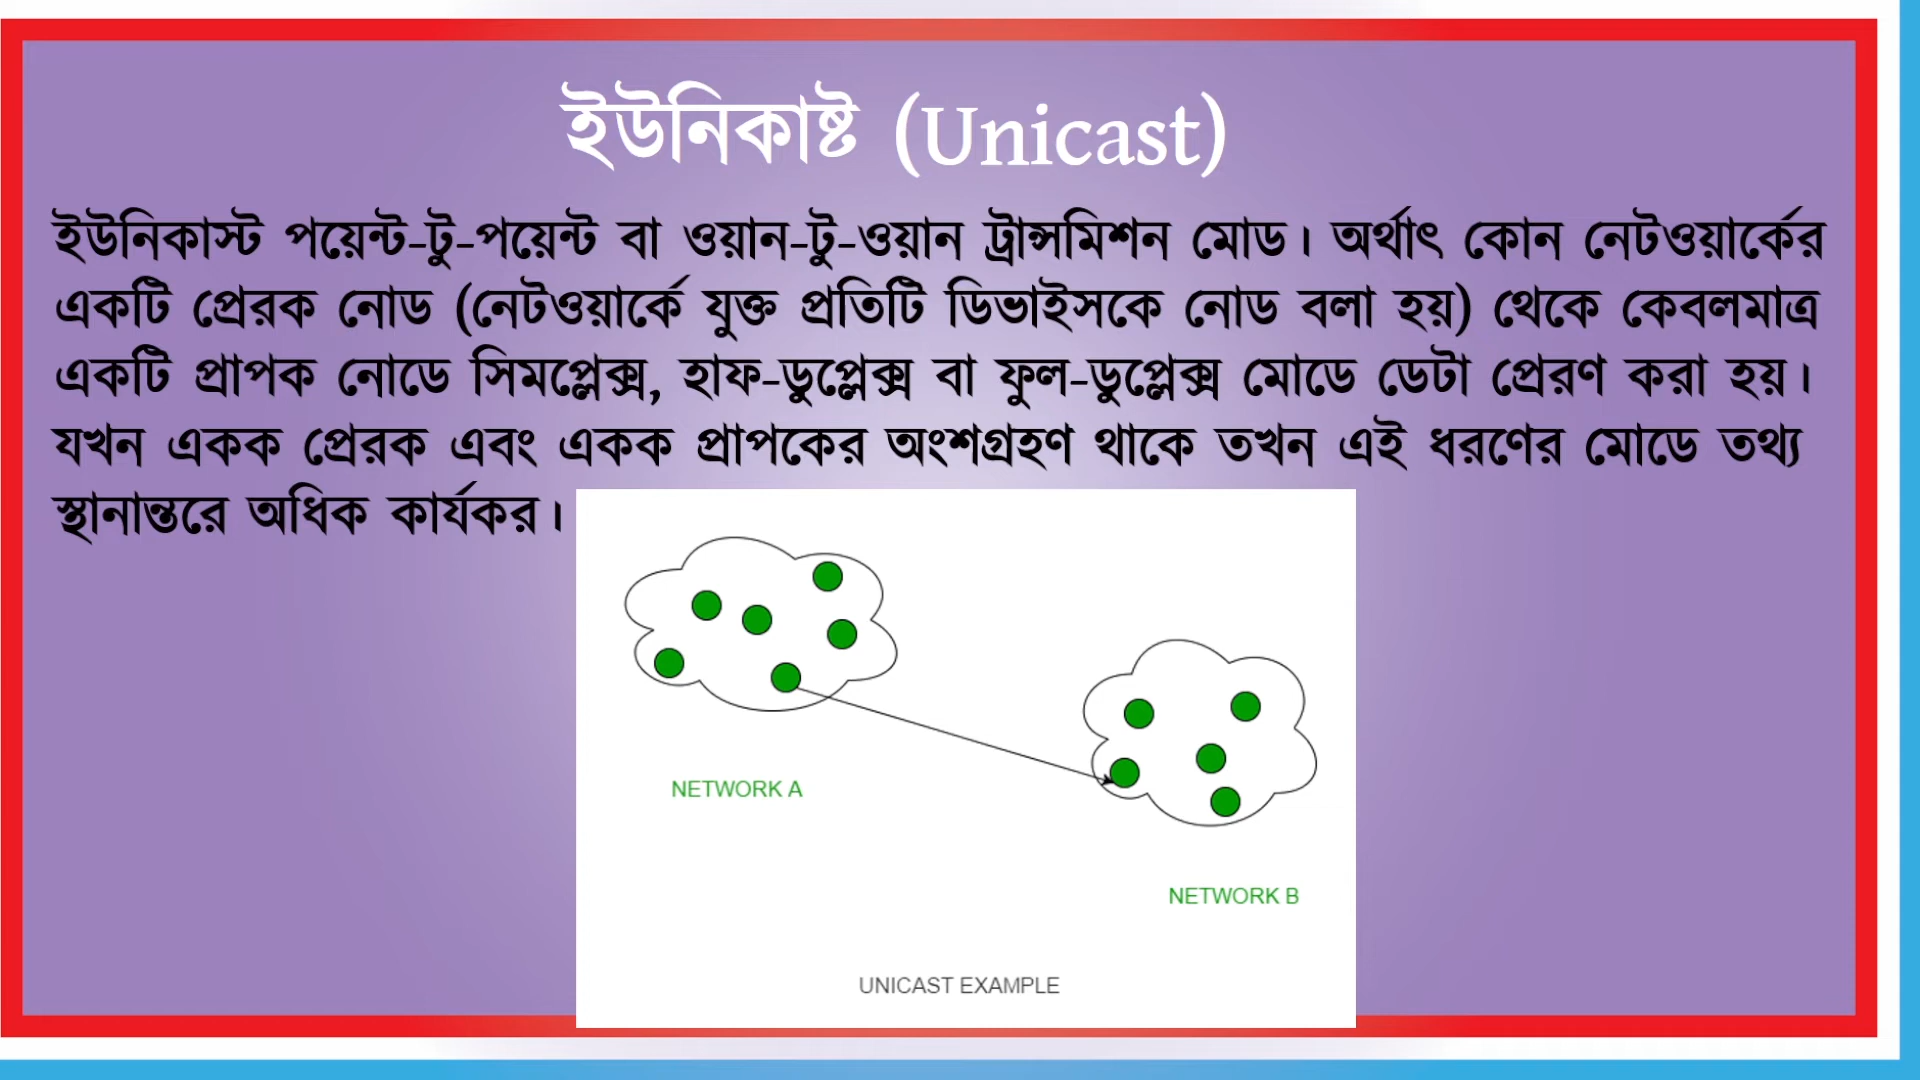 ইউনিকাষ্ট (Unicast)
ইউনিকাস্ট পয়েন্ট-টু-পয়েন্ট বা ওয়ান-টু-ওয়ান ট্রান্সমিশন মোড। অর্থাৎ কোন নেটওয়ার্কের
একটি প্রেরক নোড (নেটওয়ার্কে যুক্ত প্রতিটি ডিভাইসকে নোড বলা হয়) থেকে কেবলমাত্র
একটি প্রাপক নোডে সিমপ্লেক্স, হাফ-ডুপ্লেক্স বা ফুল-ডুপ্লেক্স মোডে ডেটা প্রেরণ করা হয়।
যখন একক প্রেরক এবং একক প্রাপকের অংশগ্রহণ থাকে তখন এই ধরণের মোডে তথ্য
স্থানান্তরে অধিক কার্যকর।
NETWORK A
NETWORK B
UNICAST EXAMPLE